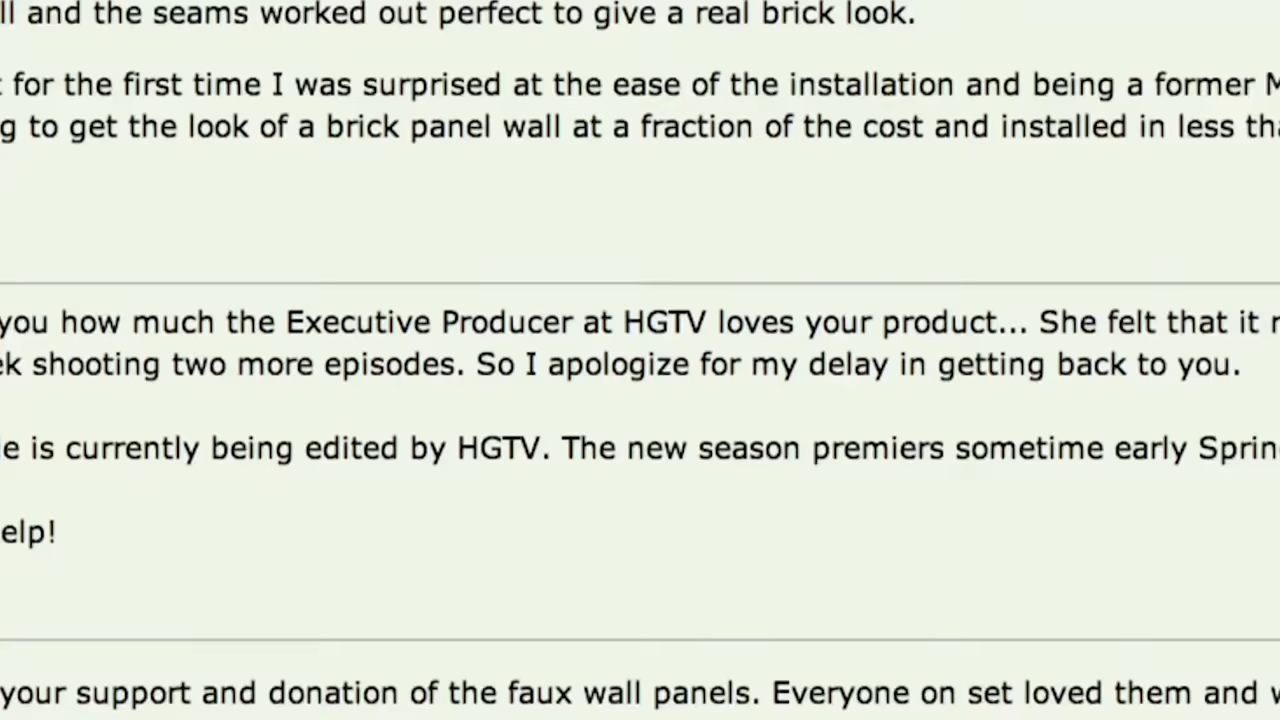 ll and the seams worked out perfect to give a real brick look.
for the first time I was surprised at the ease of the installation and being a former
g to get the look of a brick panel wall at a fraction of the cost and installed in less
you how much the Executive Producer at HGTV loves your product... She felt that it
shooting two more episodes. So I apologize for my delay in getting back to you.
is currently being edited by HGTV. The new season premiers sometime early
elp!
your support and donation of the faux wall panels. Everyone on set loved them and